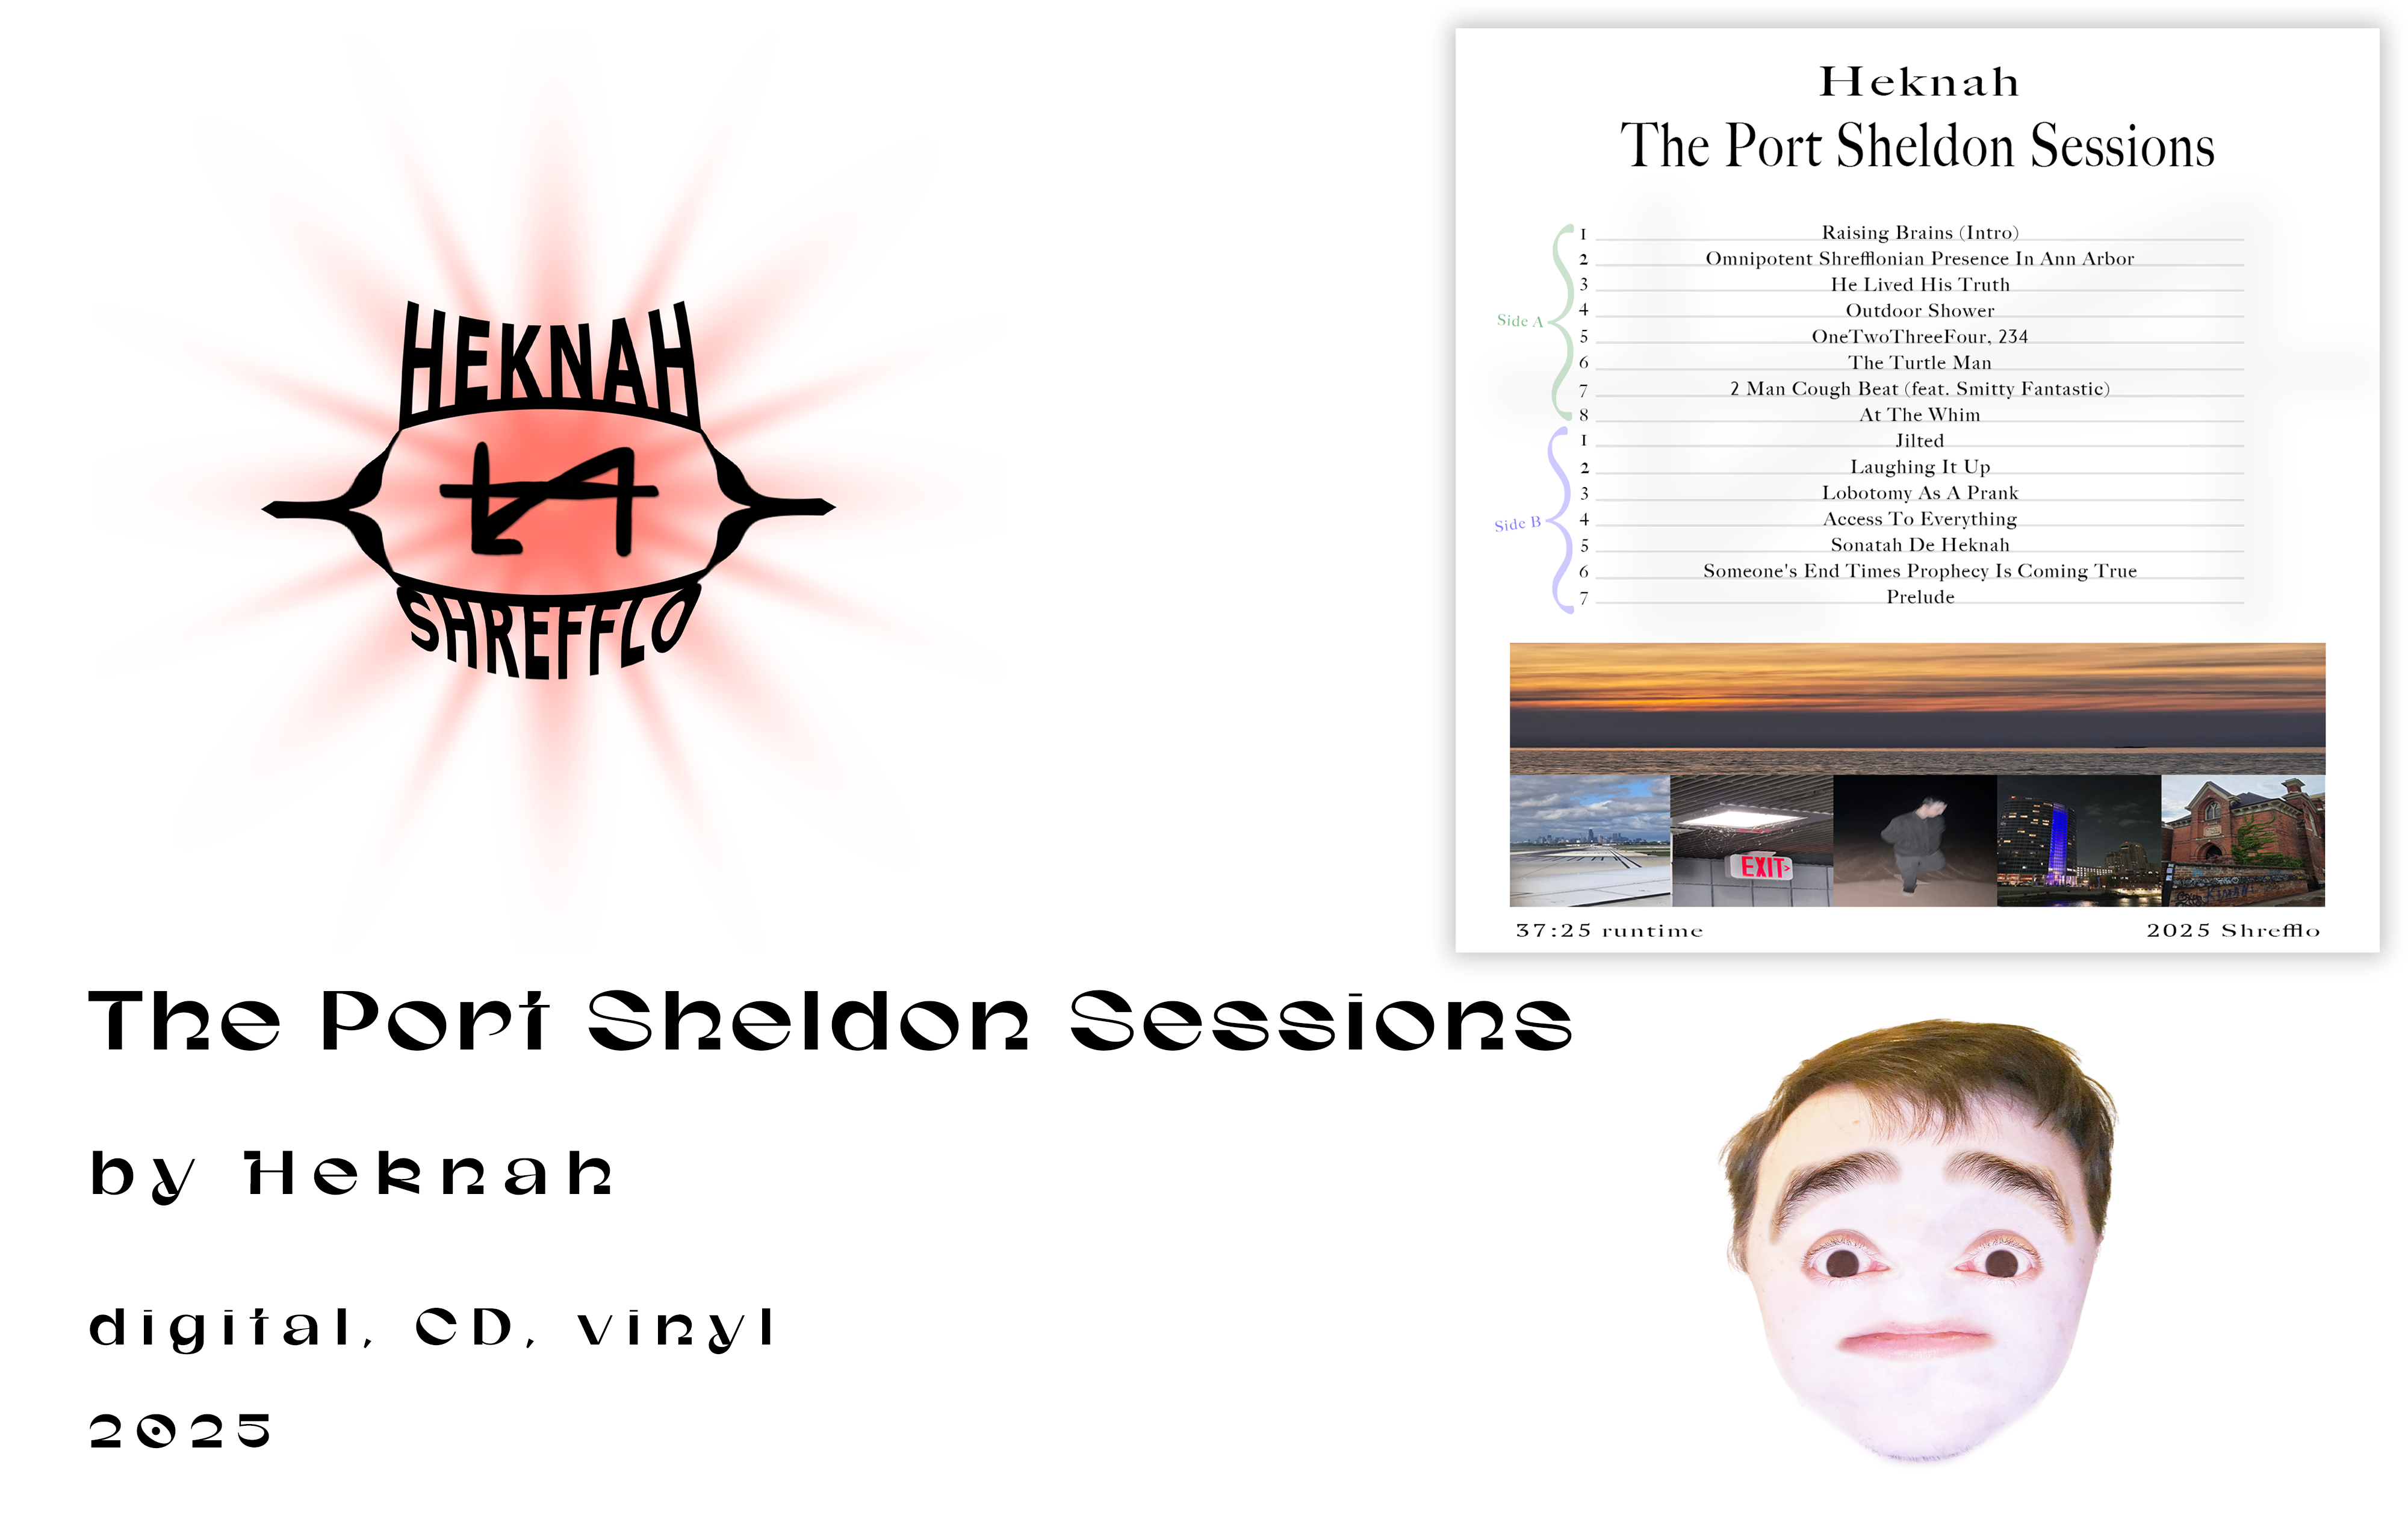 HEKNAH
SHREFFLO
Heknah
The Port Sheldon Sessions
Side A
1 Raising Brains (Intro)
2 Omnipotent Shrefflonian Presence In Ann Arbor
3 He Lived His Truth
4 Outdoor Shower
5 OneTwoThreeFour, 234
6 The Turtle Man
7 2 Man Cough Beat (feat. Smitty Fantastic)
8 At The Whim
Side B
1 Jilted
2 Laughing It Up
3 Lobotomy As A Prank
4 Access To Everything
5 Sonatah De Heknah
6 Someone's End Times Prophecy Is Coming True
7 Prelude
EXIT
37:25 runtime
2025 Shrefflo
The Port Sheldon Sessions
by Heknah
digital, CD, vinyl
2025